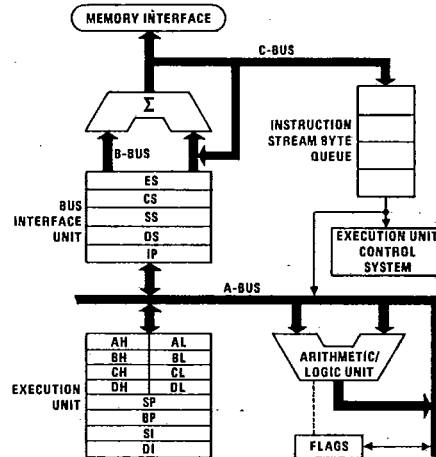 MEMORY INTERFACE
C-BUS
Σ
B-BUS
INSTRUCTION
STREAM BYTE
QUEUE
ES
CS
SS
DS
IP
BUS
INTERFACE
UNIT
EXECUTION UNIT
CONTROL
SYSTEM
A-BUS
AH AL
BH BL
CH CL
DH DL
SP
BP
SI
DI
EXECUTION
UNIT
ARITHMETIC/
LOGIC UNIT
FLAGS